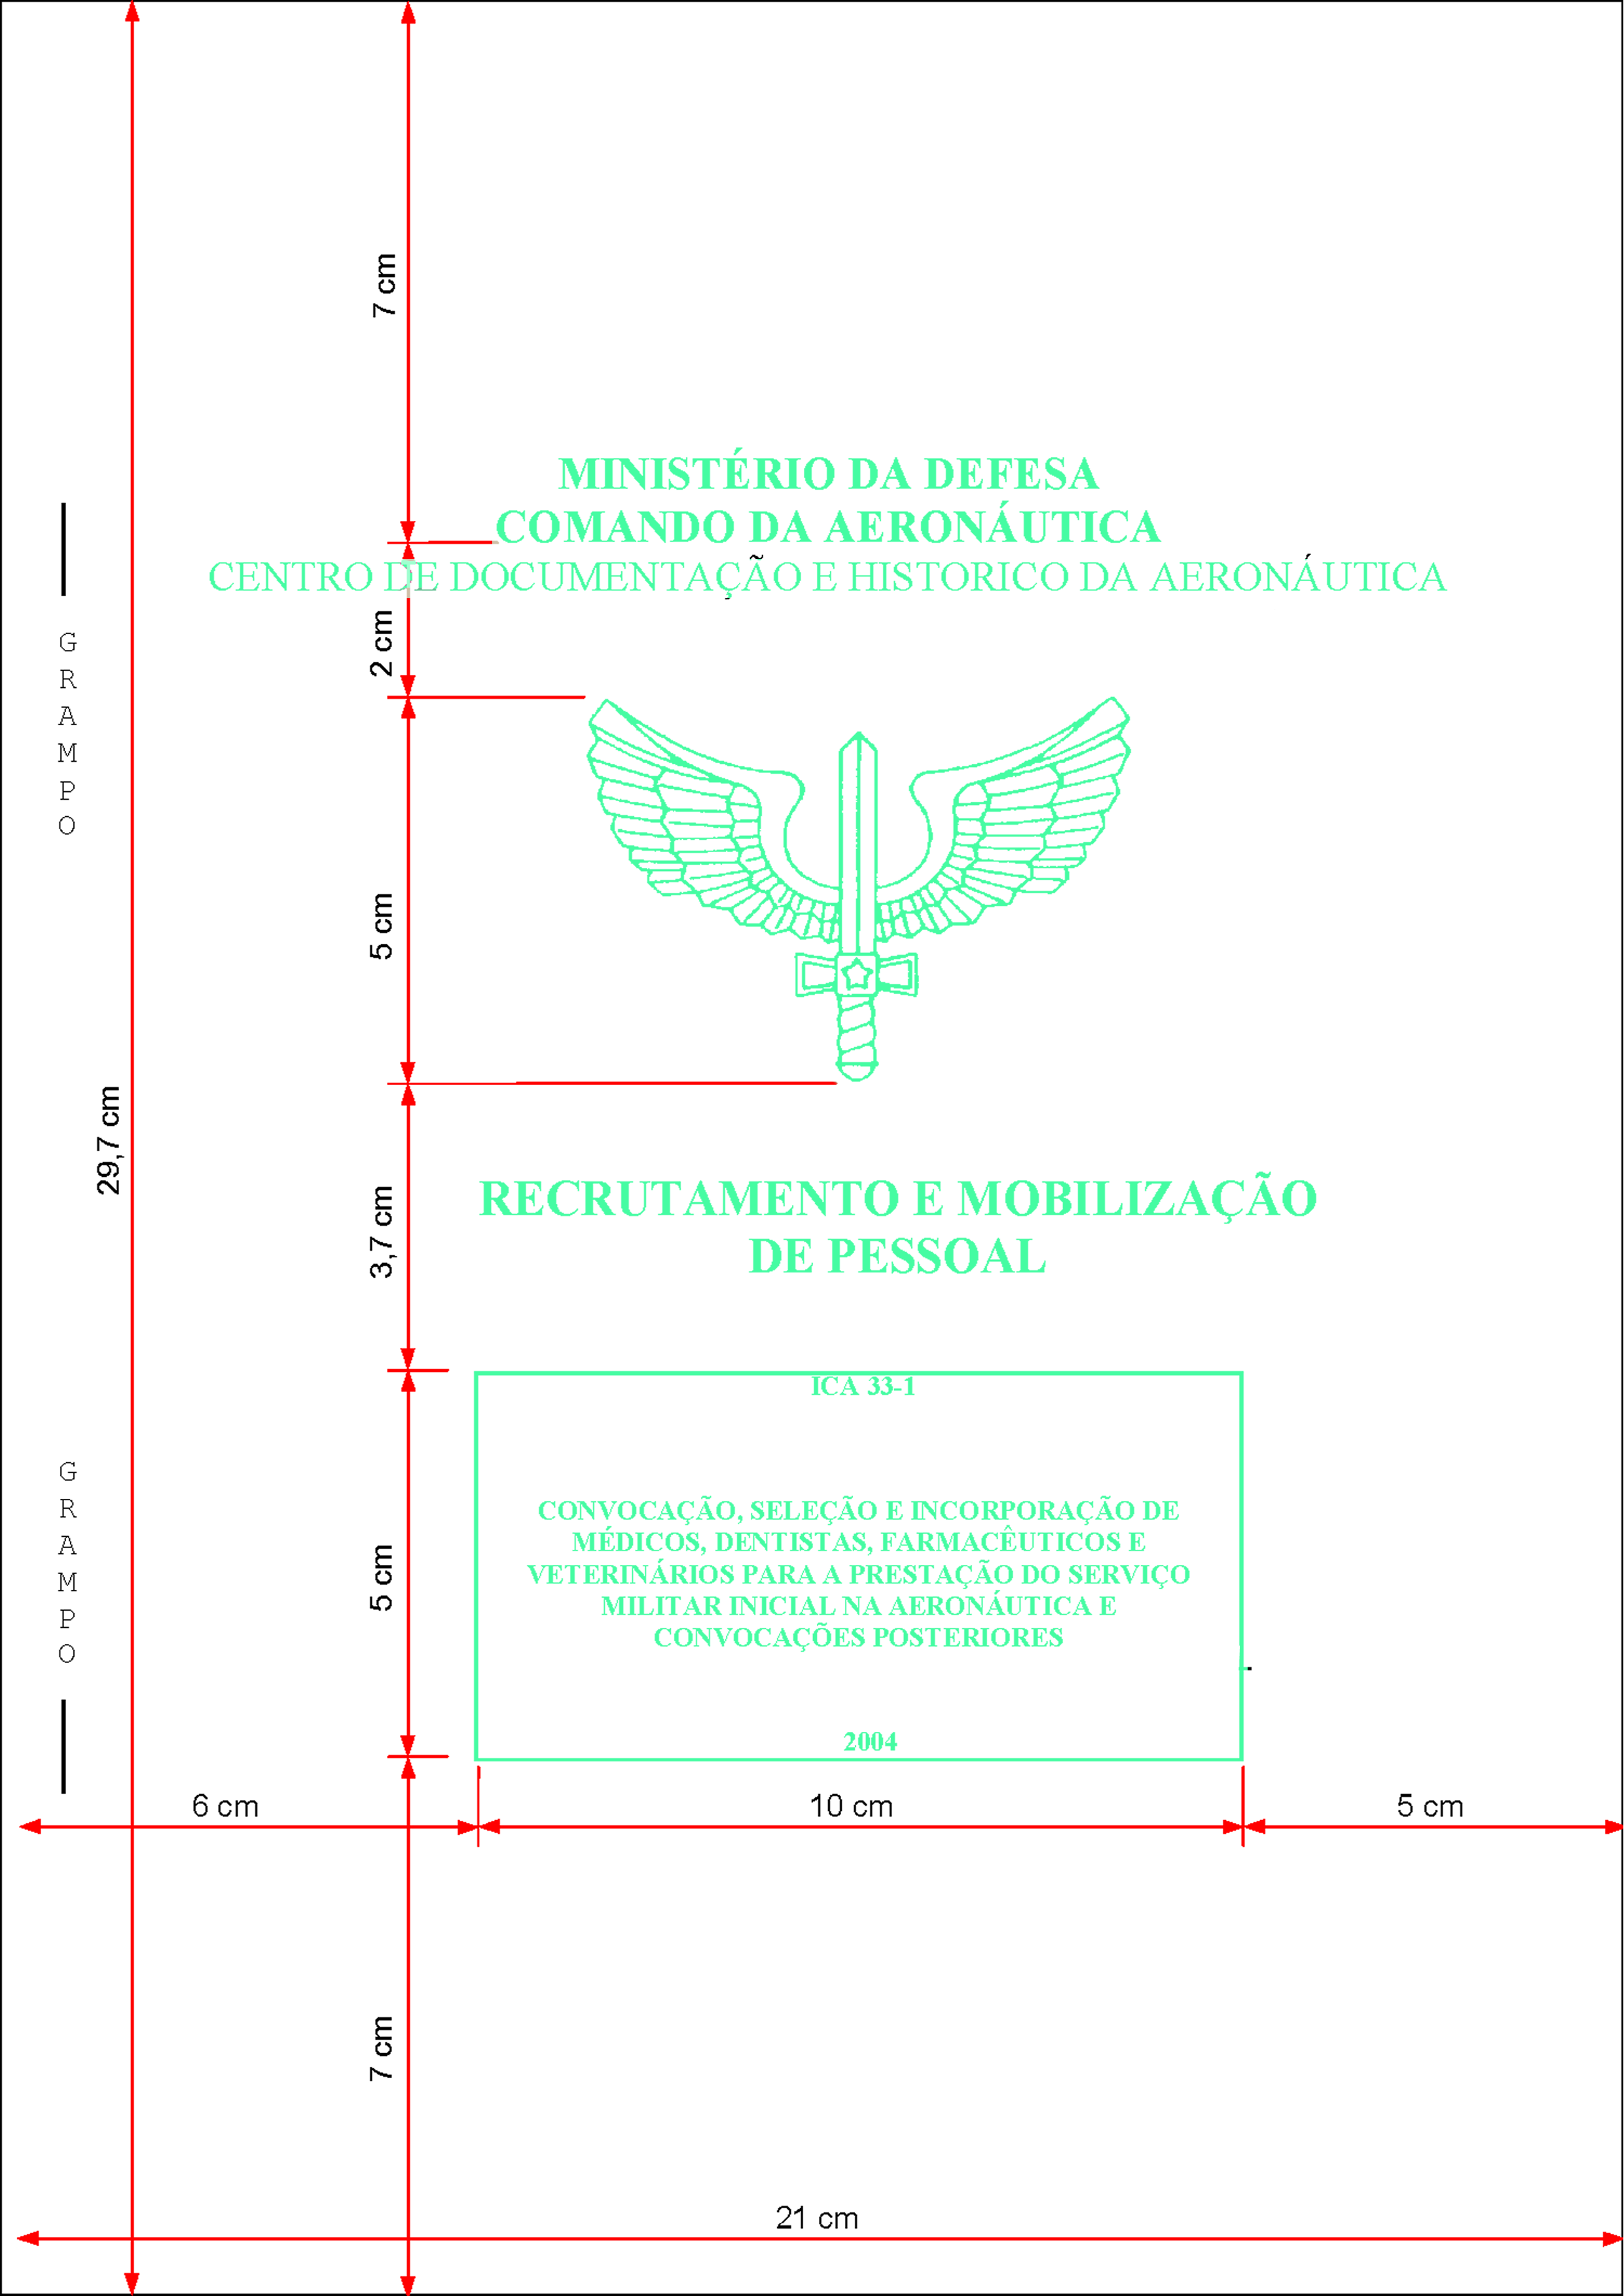 7 cm
MINISTÉRIO DA DEFESA
COMANDO DA AERONÁUTICA
CENTRO DE DOCUMENTAÇÃO E HISTORICO DA AERONÁUTICA
2 cm
GRAMPO
5 cm
29,7 cm
3,7 cm
RECRUTAMENTO E MOBILIZAÇÃO
DE PESSOAL
ICA 33-1
GRAMPO
5 cm
CONVOCAÇÃO, SELEÇÃO E INCORPORAÇÃO DE
MÉDICOS, DENTISTAS, FARMACÊUTICOS E
VETERINÁRIOS PARA A PRESTAÇÃO DO SERVIÇO
MILITAR INICIAL NA AERONÁUTICA E
CONVOCAÇÕES POSTERIORES
2004
6 cm
10 cm
5 cm
7 cm
21 cm